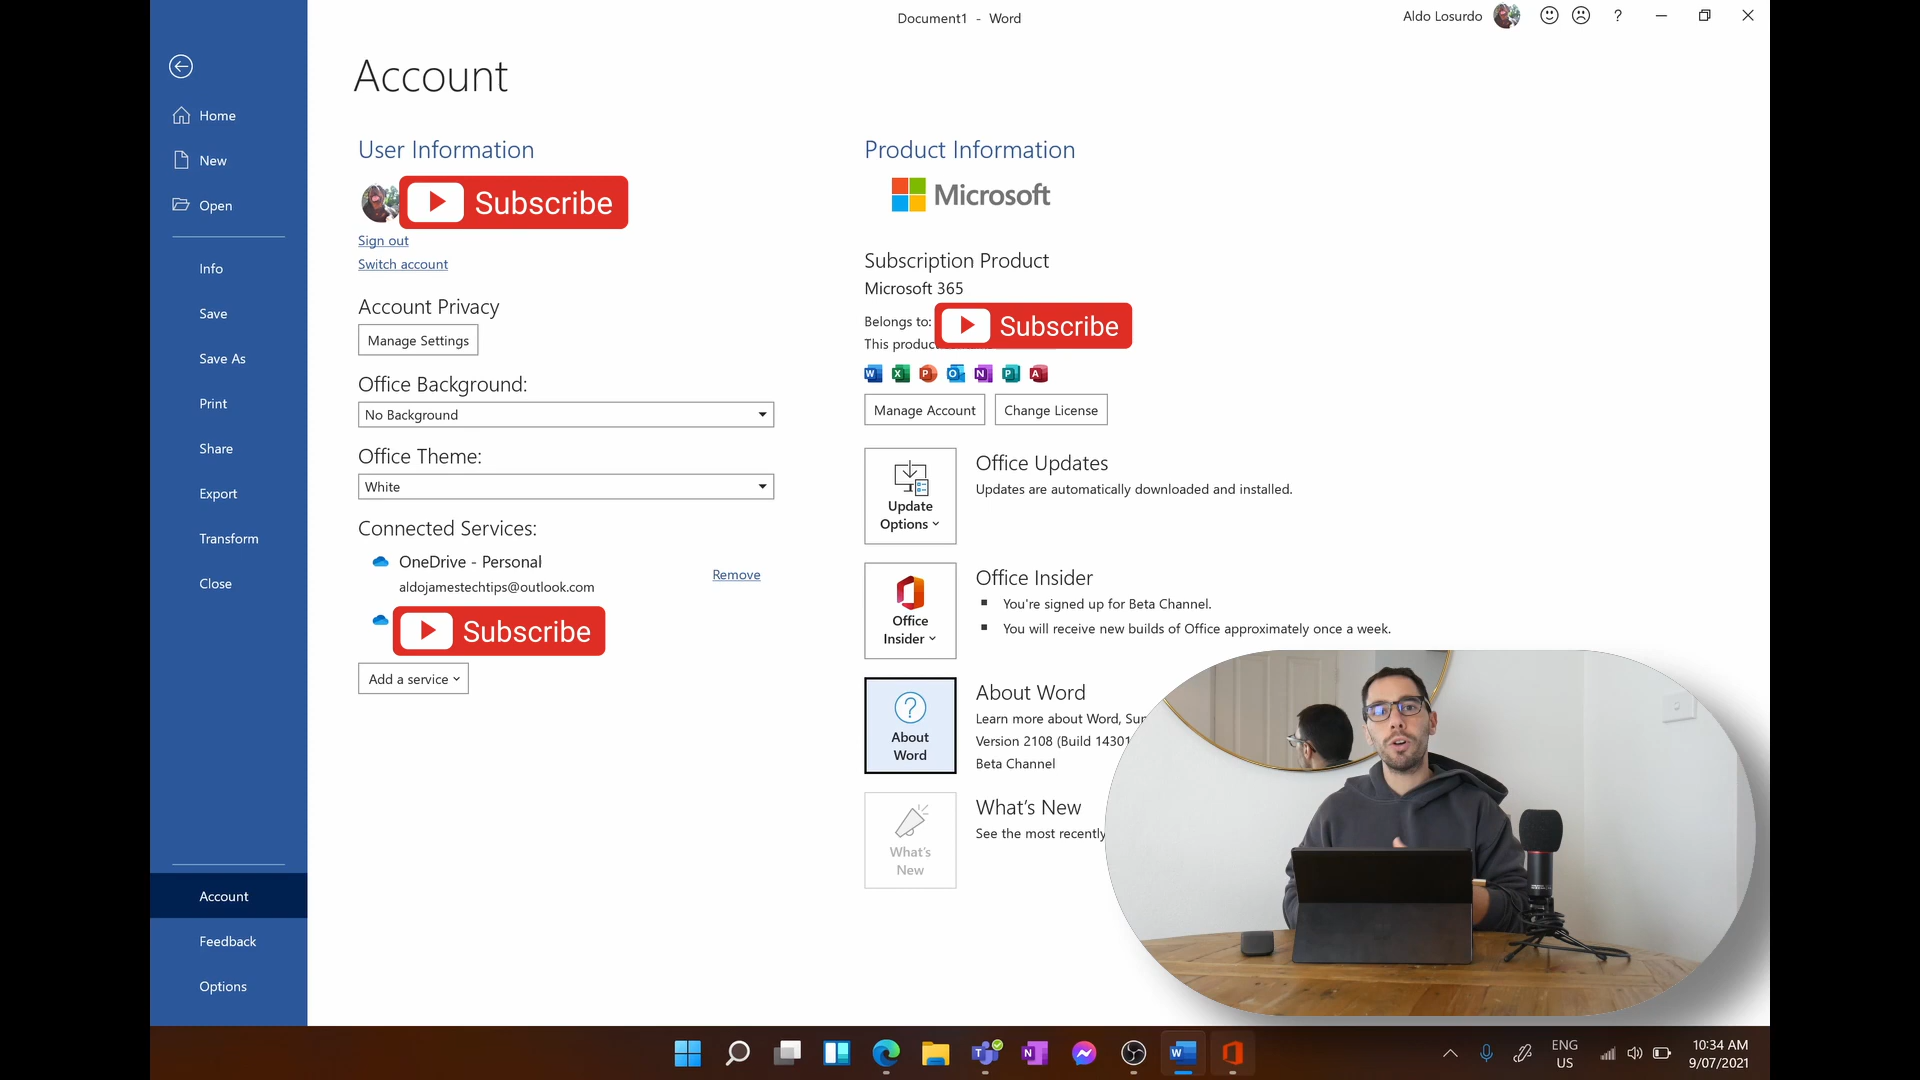 Document1 - Word
Aldo Losurdo
?
Home
New
Open
Info
Save
Save As
Print
Share
Export
Transform
Close
Account
Feedback
Options
Account
User Information
Subscribe
Sign out
Switch account
Account Privacy
Manage Settings
Office Background:
No Background
Office Theme:
White
Connected Services:
OneDrive - Personal
aldojamestechtips@outlook.com
Remove
Subscribe
Add a service
Product Information
Microsoft
Subscription Product
Microsoft 365
Belongs to:
Subscribe
This produc
Manage Account
Change License
Update
Options
Office Updates
Updates are automatically downloaded and installed.
Office
Insider
Office Insider
You're signed up for Beta Channel.
You will receive new builds of Office approximately once a week.
About
Word
About Word
Learn more about Word, Sup
Version 2108 (Build 14301
Beta Channel
What's
New
What's New
See the most recently
ENG
US
10:34 AM
9/07/2021